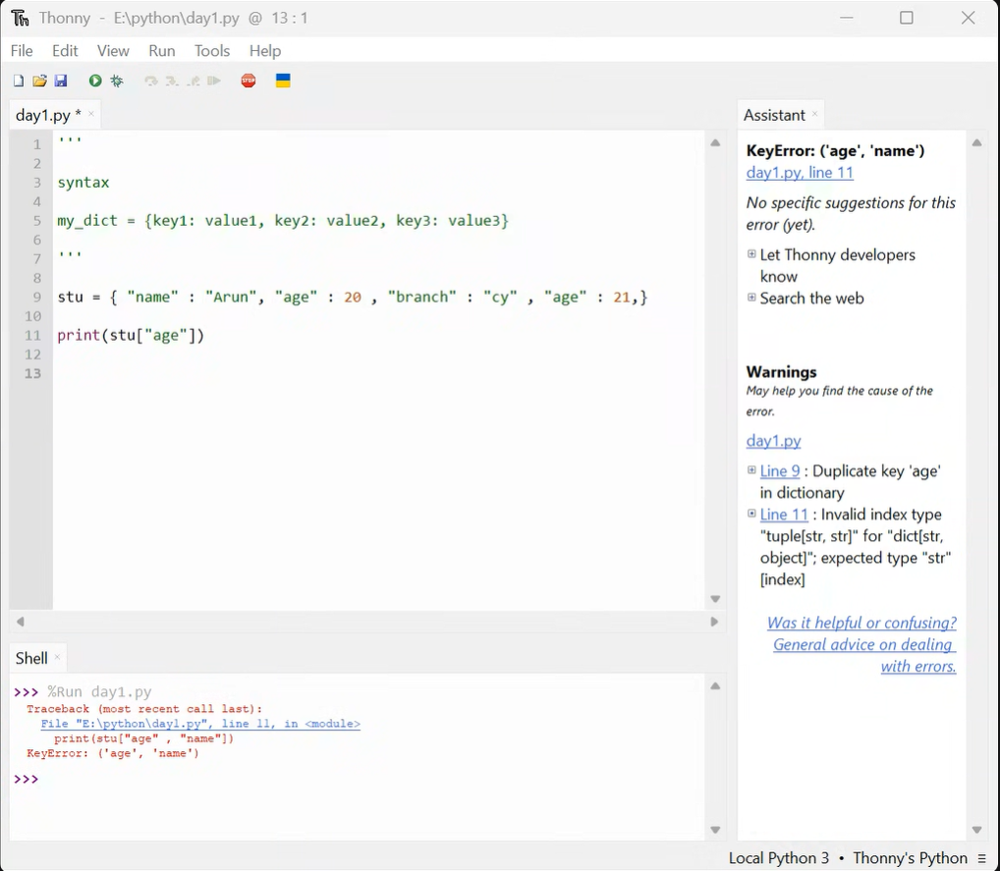 Thonny - E:\python\day1.py @ 13 : 1
File Edit View Run Tools Help
STOP
day1.py *
1 '''
2
3 syntax
4
5 my_dict = {key1: value1, key2: value2, key3: value3}
6
7 '''
8
9 stu = { "name" : "Arun", "age" : 20 , "branch" : "cy" , "age" : 21,}
10
11 print(stu["age"])
12
13
Shell
>>> %Run day1.py
Traceback (most recent call last):
File "E:\python\day1.py", line 11, in <module>
print(stu["age" , "name"])
KeyError: ('age', 'name')
>>>
Assistant
KeyError: ('age', 'name')
day1.py, line 11
No specific suggestions for this
error (yet).
Let Thonny developers
know
Search the web
Warnings
May help you find the cause of the
error.
day1.py
Line 9 : Duplicate key 'age'
in dictionary
Line 11 : Invalid index type
"tuple[str, str]" for "dict[str,
object]"; expected type "str"
[index]
Was it helpful or confusing?
General advice on dealing
with errors.
Local Python 3 • Thonny's Python ≡